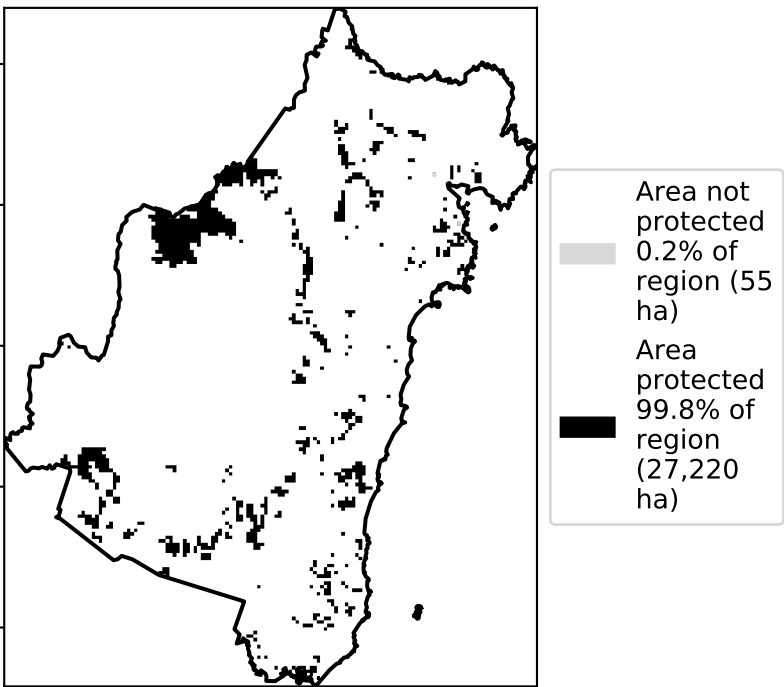 Area not
protected
0.2% of
region (55
ha)
Area
protected
99.8% of
region
(27,220
ha)